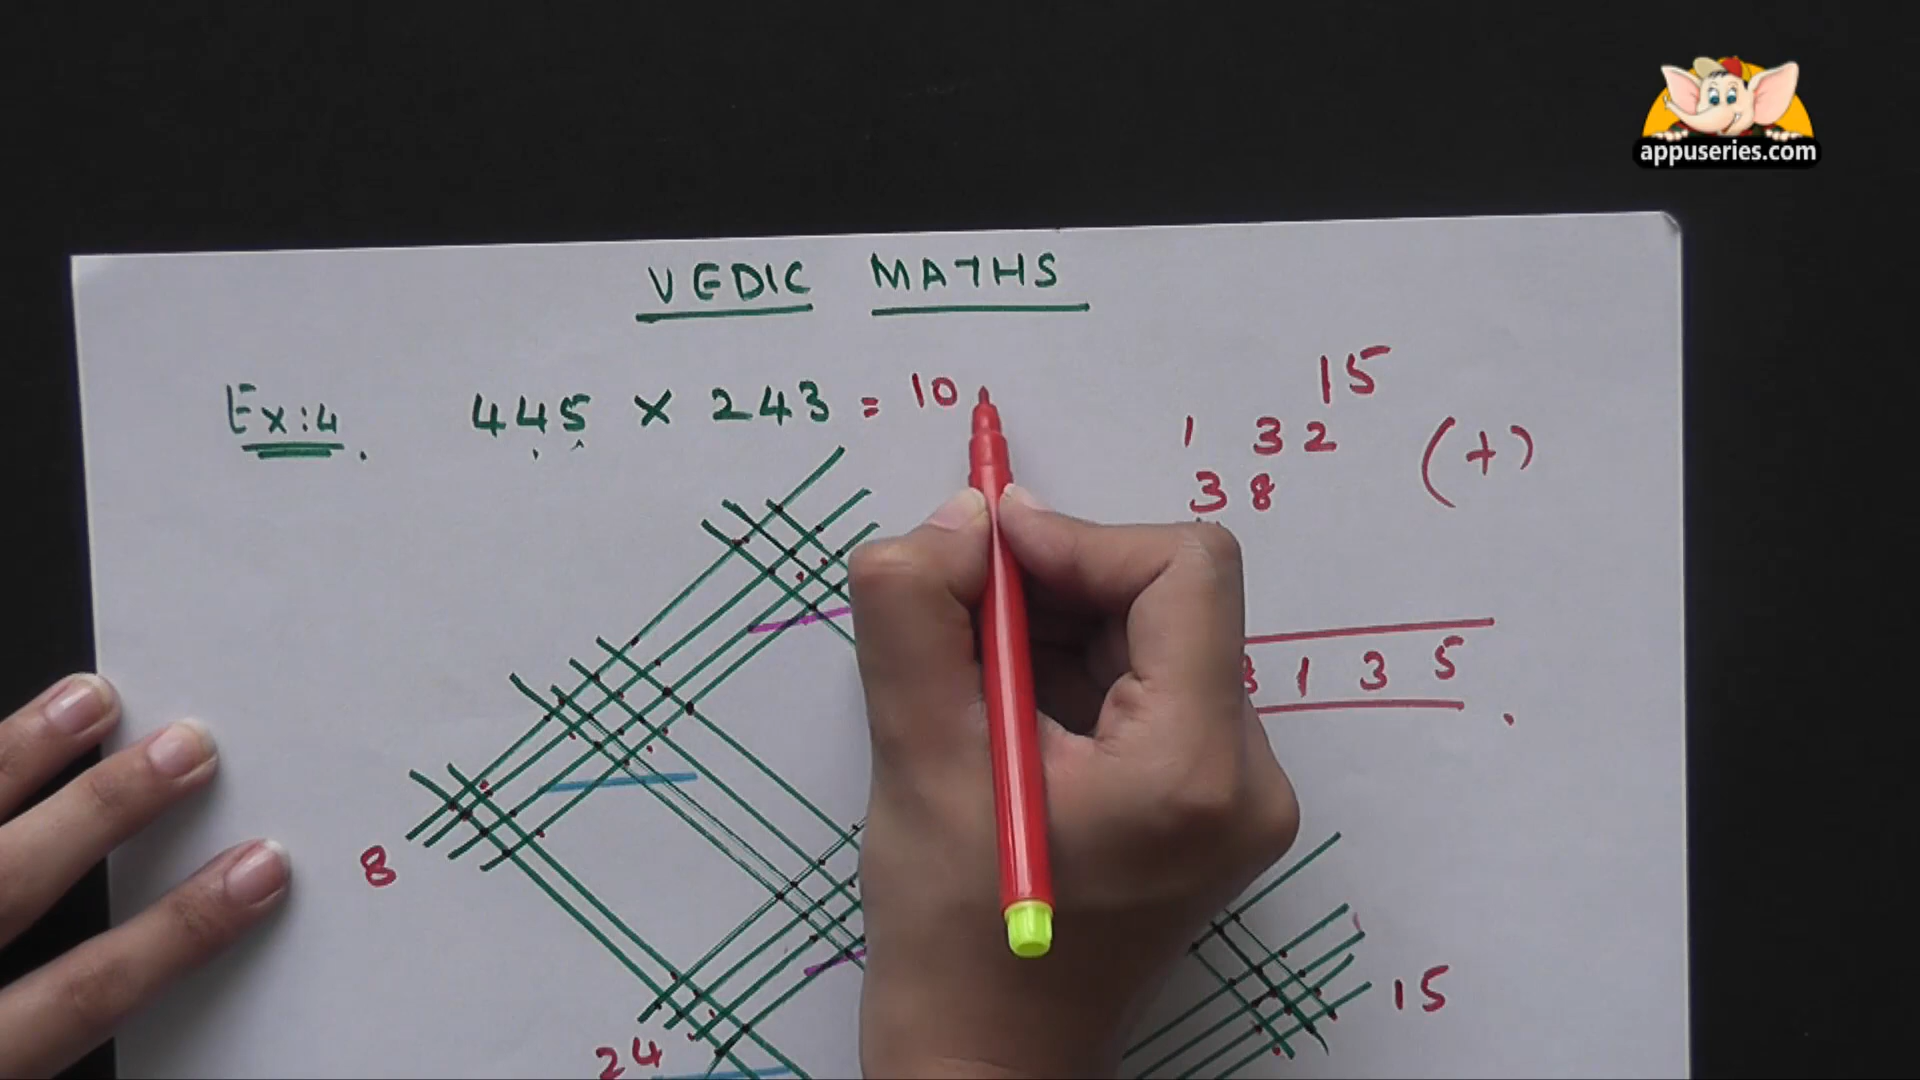 appuseries.com
VEDIC MATHS
Ex:4. 445 × 243 = 10
15
1 32 (+)
38
3 1 3 5 .
8
15
24